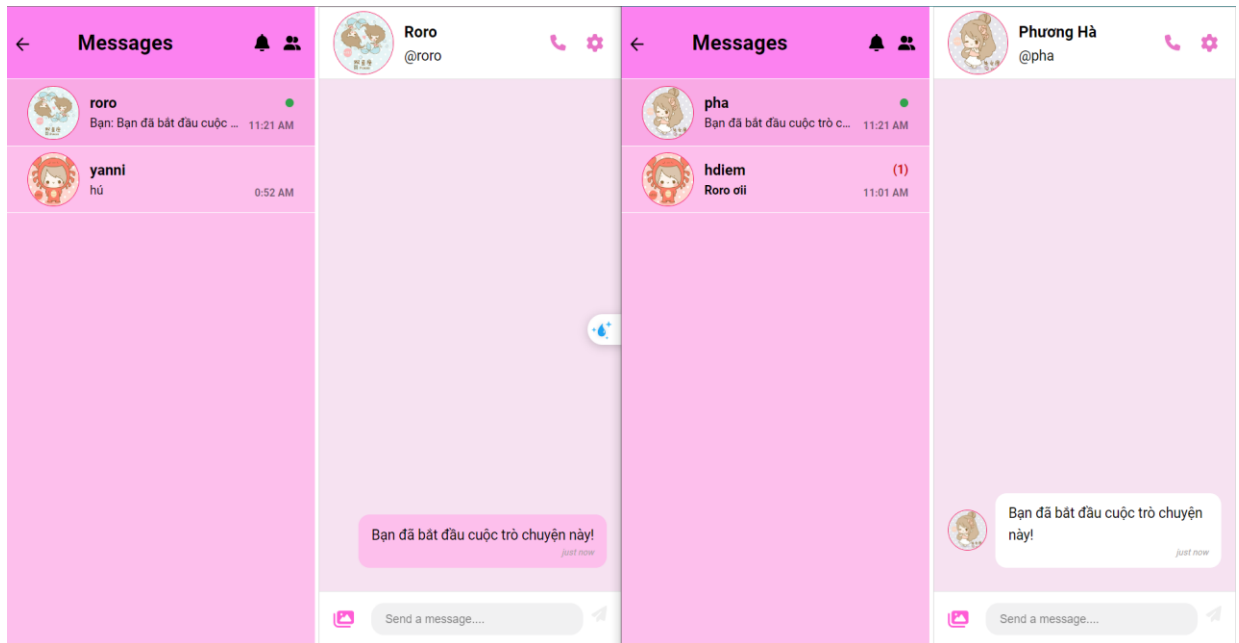 Messages
roro
Bạn: Bạn đã bắt đầu cuộc ... 11:21 AM
yanni
hú 0:52 AM
Roro
@roro
Bạn đã bắt đầu cuộc trò chuyện này!
just now
Send a message....
Messages
pha
Bạn đã bắt đầu cuộc trò c... 11:21 AM
hdiem (1)
Roro ơii 11:01 AM
Phương Hà
@pha
Bạn đã bắt đầu cuộc trò chuyện
này!
just now
Send a message....